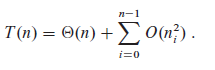 T(n) = Θ(n) + ∑_{i=0}^{n−1} O(n_i^2) .